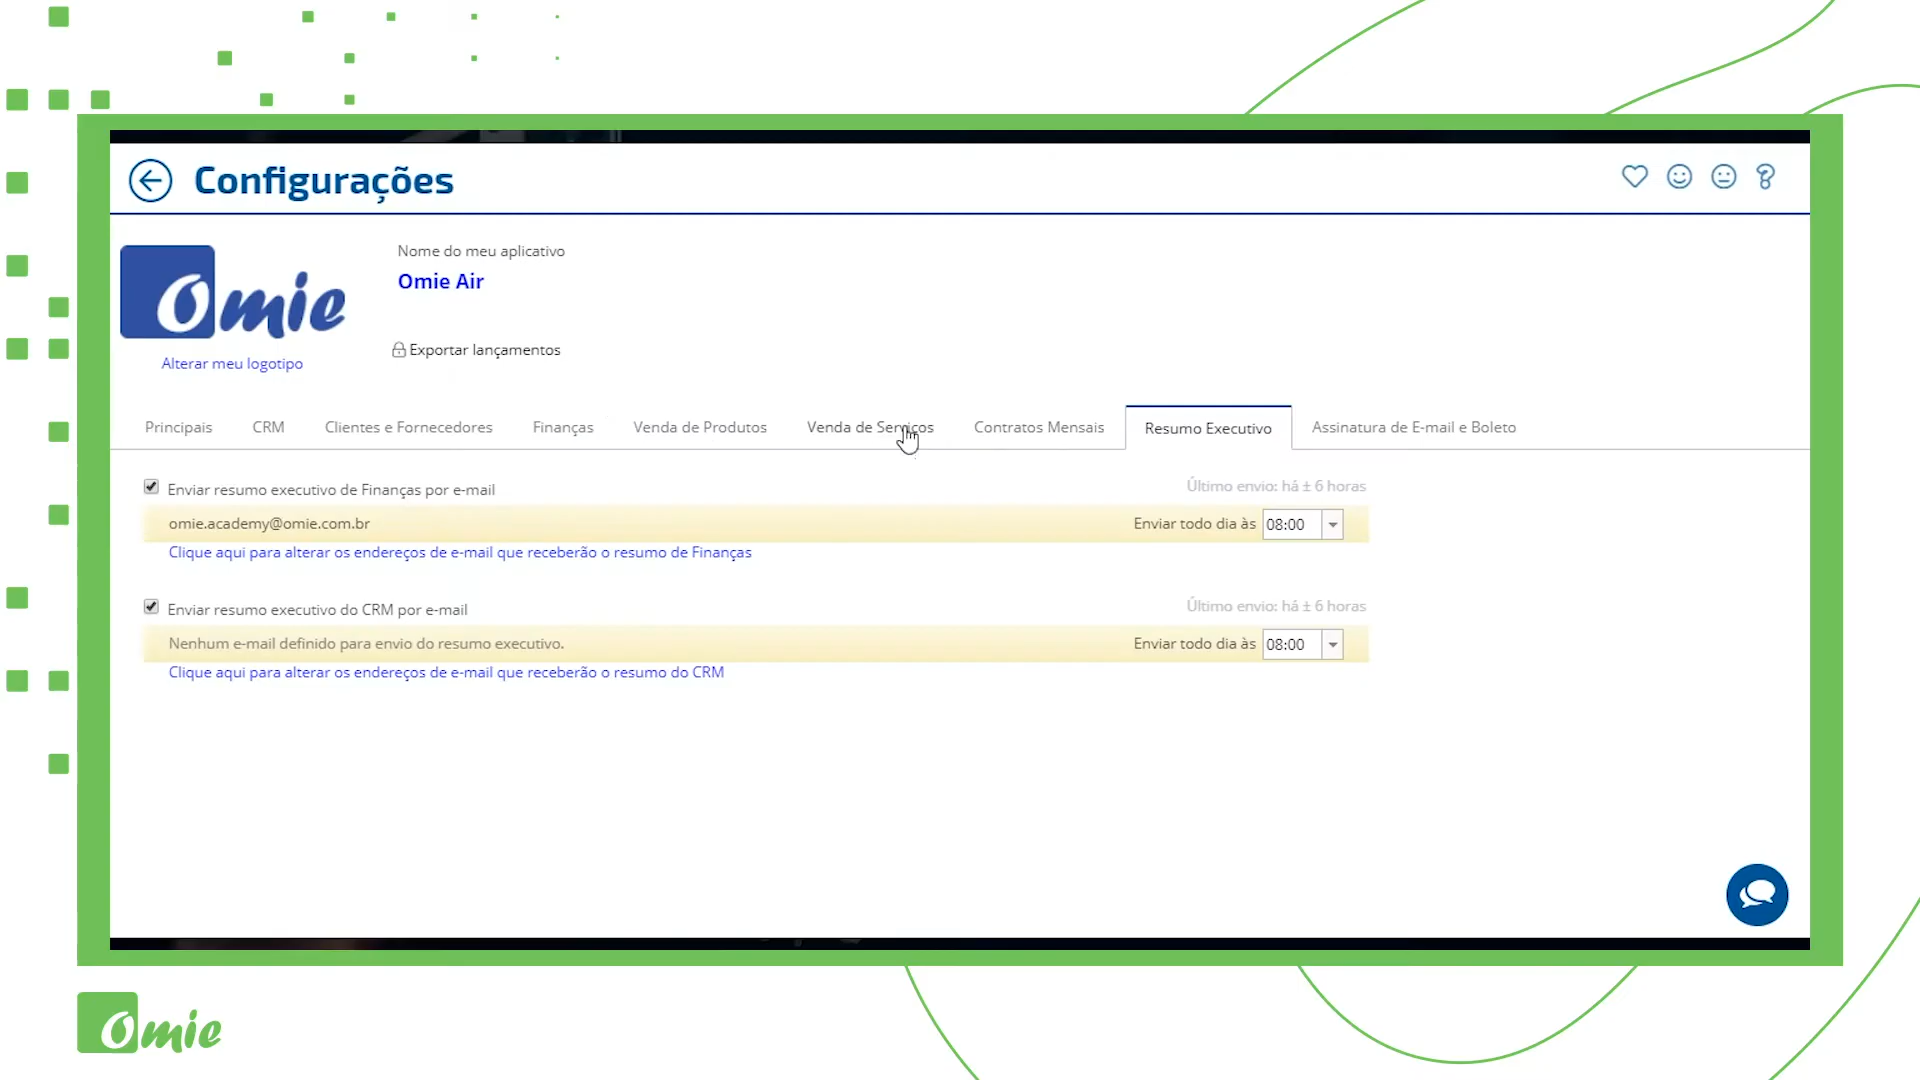 Configurações
Omie
Nome do meu aplicativo
Omie Air
Alterar meu logotipo
Exportar lançamentos
Principais CRM Clientes e Fornecedores Finanças Venda de Produtos Venda de Serviços Contratos Mensais Resumo Executivo Assinatura de E-mail e Boleto
Enviar resumo executivo de Finanças por e-mail Último envio: há ± 6 horas
omie.academy@omie.com.br Enviar todo dia às 08:00
Clique aqui para alterar os endereços de e-mail que receberão o resumo de Finanças
Enviar resumo executivo do CRM por e-mail Último envio: há ± 6 horas
Nenhum e-mail definido para envio do resumo executivo. Enviar todo dia às 08:00
Clique aqui para alterar os endereços de e-mail que receberão o resumo do CRM
Omie